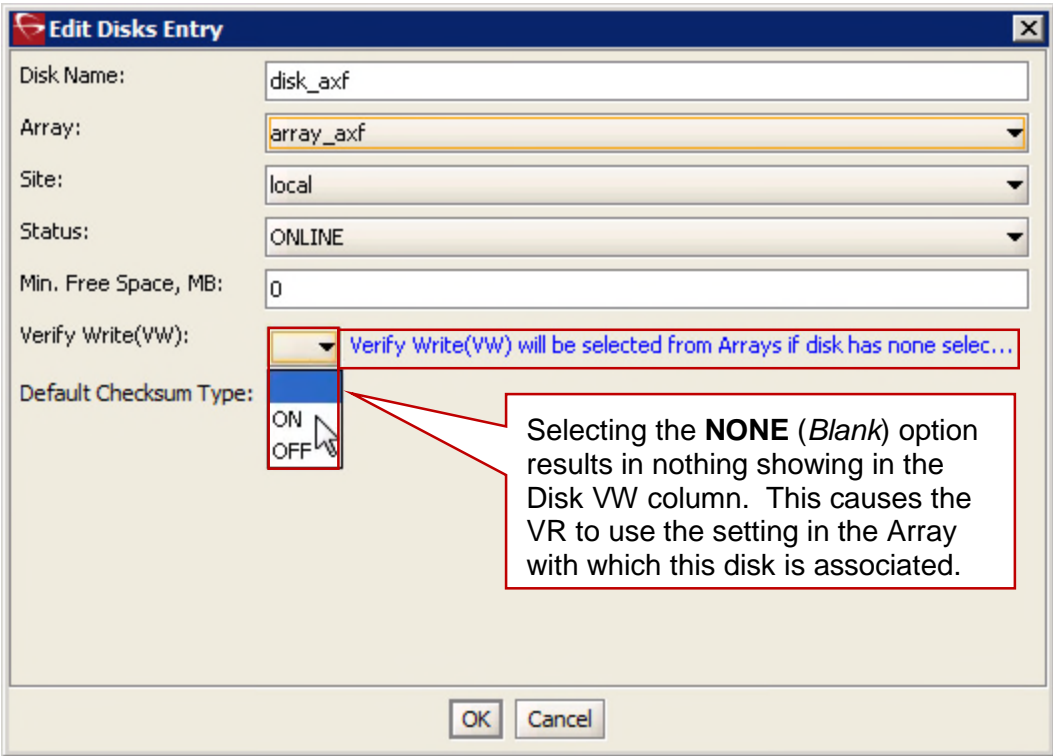 Edit Disks Entry
Disk Name:
disk_axf
Array:
array_axf
Site:
local
Status:
ONLINE
Min. Free Space, MB:
0
Verify Write(VW):
Verify Write(VW) will be selected from Arrays if disk has none selec...
Default Checksum Type:
ON
OFF
Selecting the NONE (Blank) option
results in nothing showing in the
Disk VW column.  This causes the
VR to use the setting in the Array
with which this disk is associated.
OK
Cancel